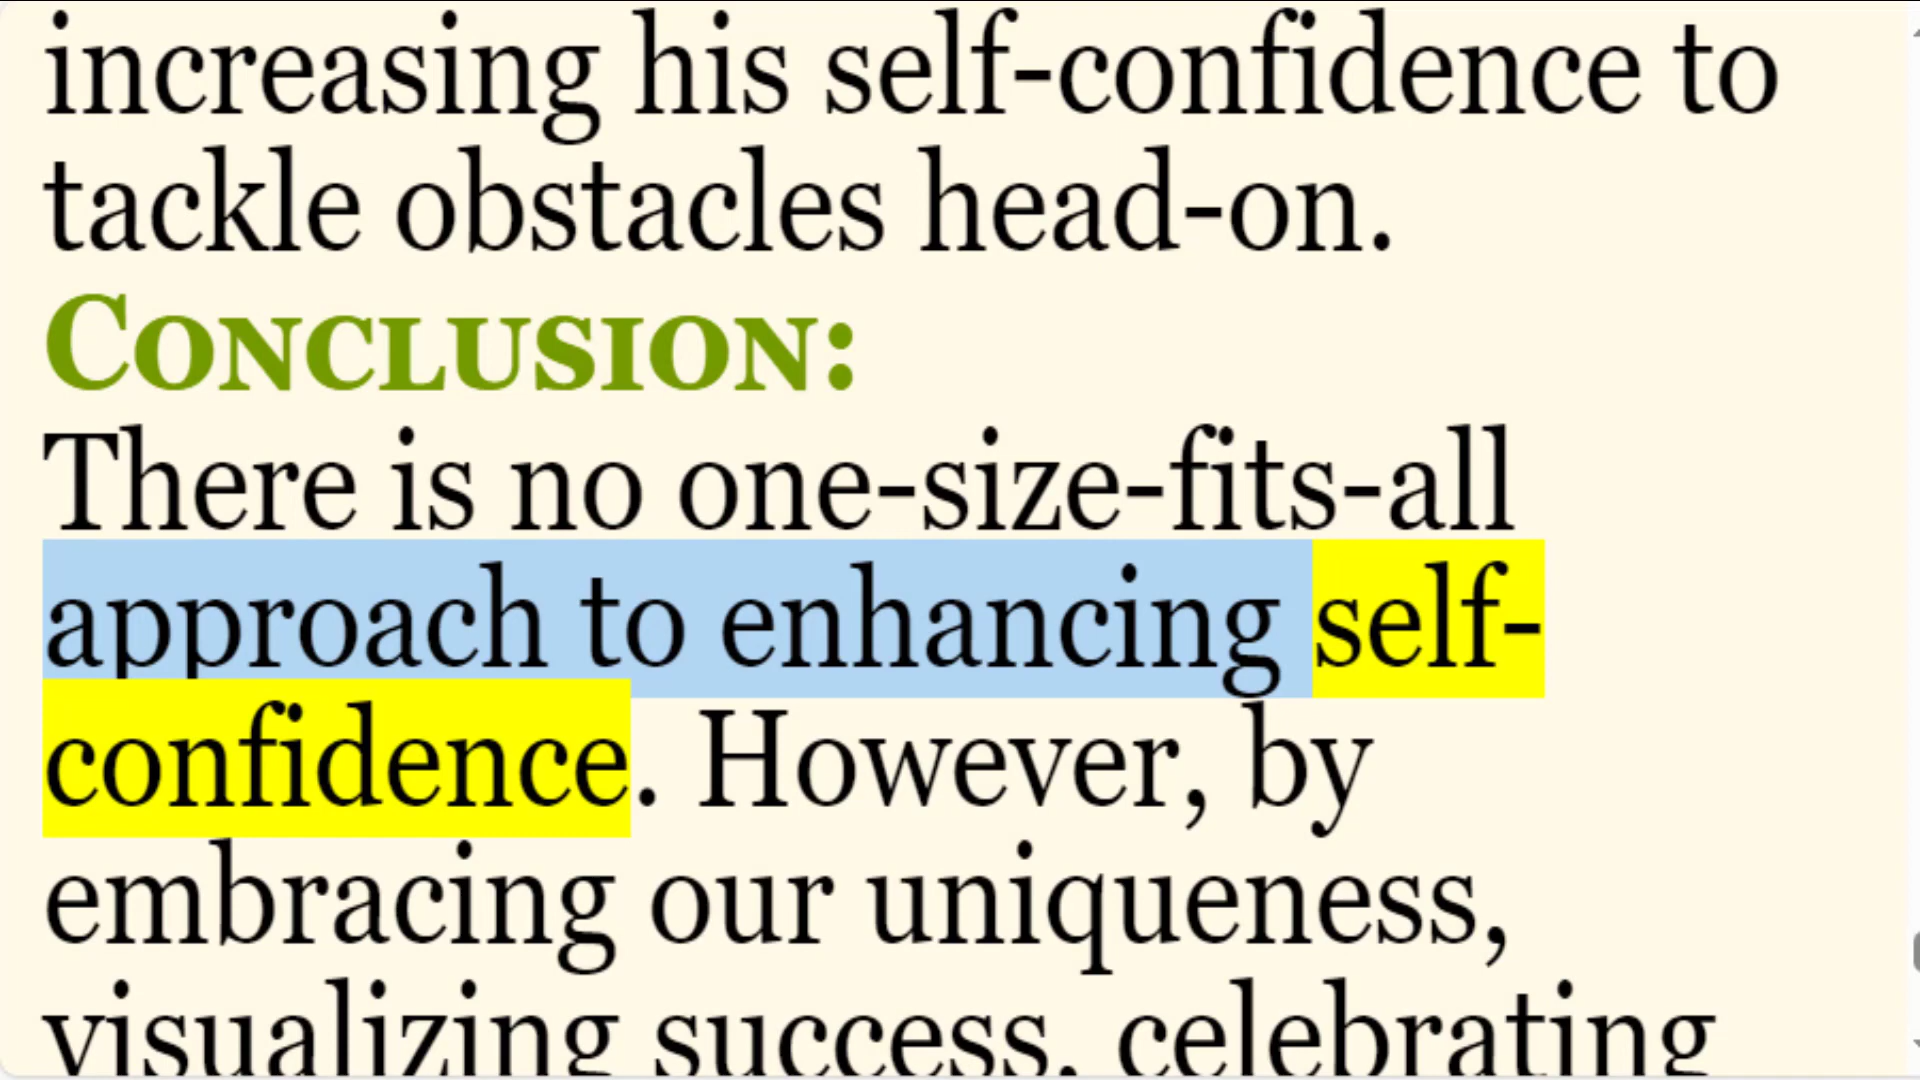 increasing his self-confidence to
tackle obstacles head-on.
CONCLUSION:
There is no one-size-fits-all
approach to enhancing self-
confidence. However, by
embracing our uniqueness,
visualizing success, celebrating